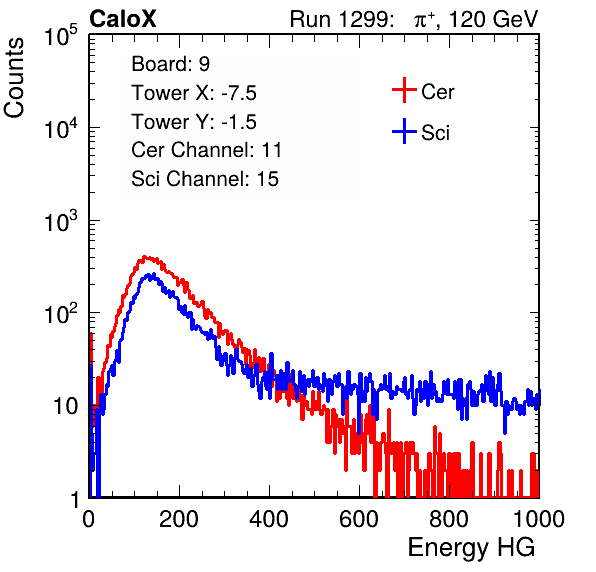 CaloX Run 1299: π⁺, 120 GeV
Counts
10⁵
10⁴
10³
10²
10
1
Board: 9
Tower X: -7.5
Tower Y: -1.5
Cer Channel: 11
Sci Channel: 15
Cer
Sci
0 200 400 600 800 1000
Energy HG